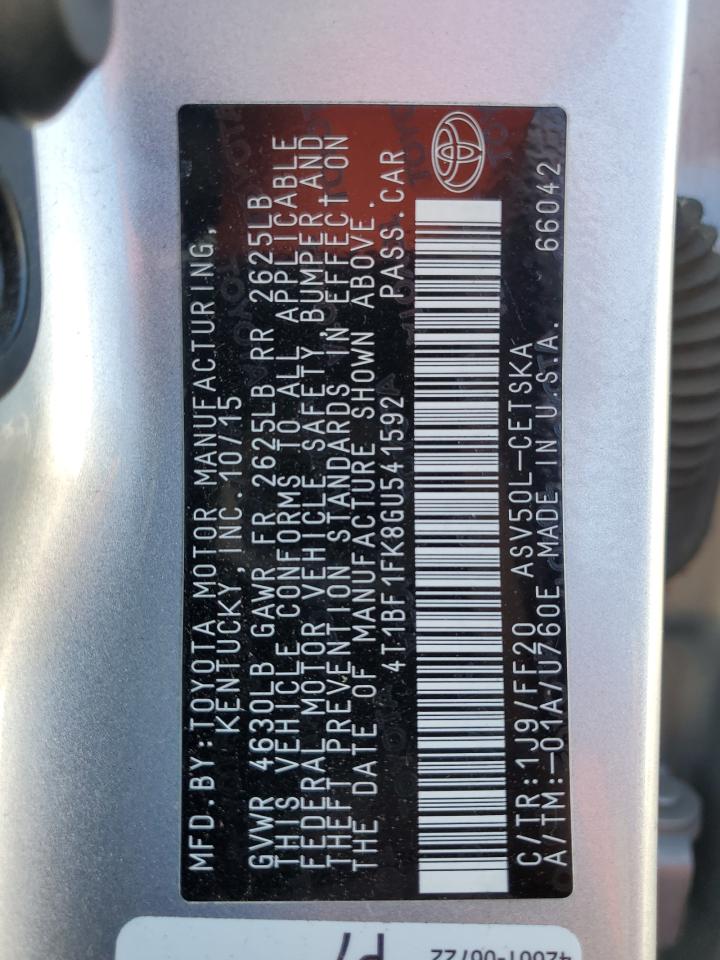 MFD.BY:TOYOTA MOTOR MANUFACTURING,
KENTUCKY, INC. 10/15
GVWR 4630LB GAWR FR 2625LB RR 2625LB
THIS VEHICLE CONFORMS TO ALL APPLICABLE
FEDERAL MOTOR VEHICLE SAFETY BUMPER AND
THEFT PREVENTION STANDARDS IN EFFECT ON
THE DATE OF MANUFACTURE SHOWN ABOVE.
4T1BF1FK8GU541592 PASS.CAR
C/TR:1J9/FF20 ASV50L-CETSKA
A/TM:-01A/U760E MADE IN U.S.A. 66042